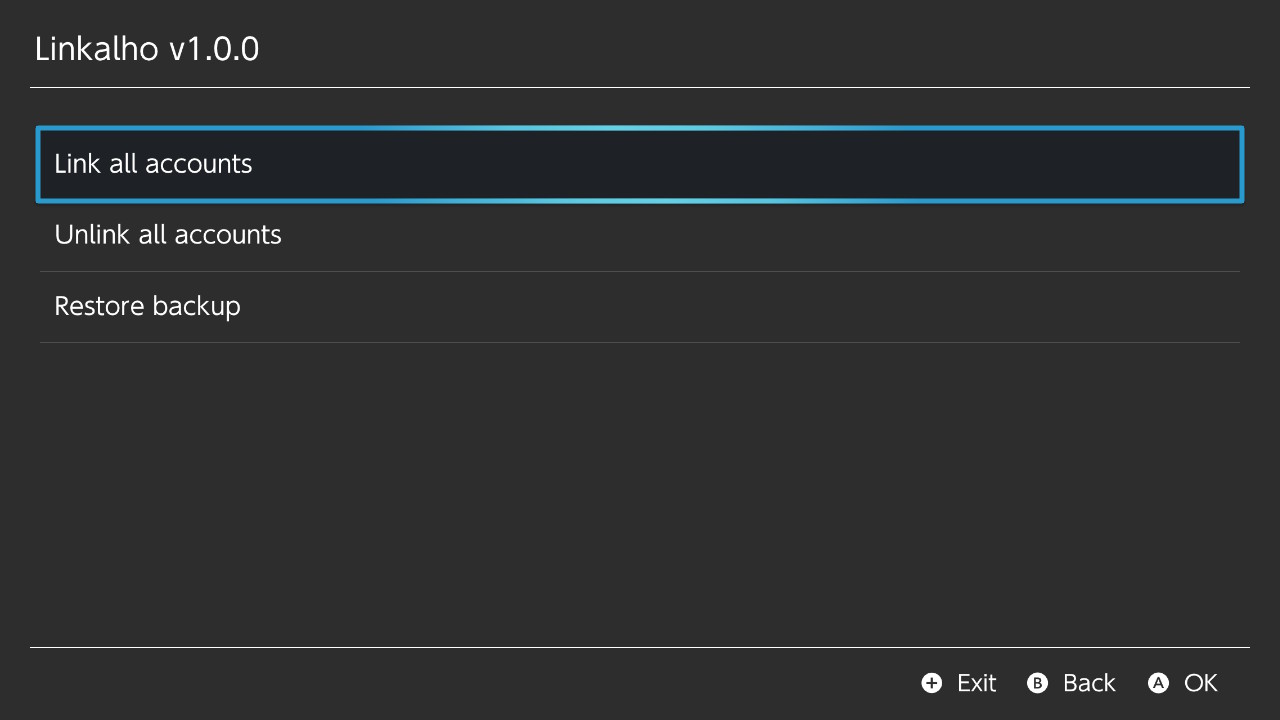 Linkalho v1.0.0
Link all accounts
Unlink all accounts
Restore backup
+ Exit B Back A OK